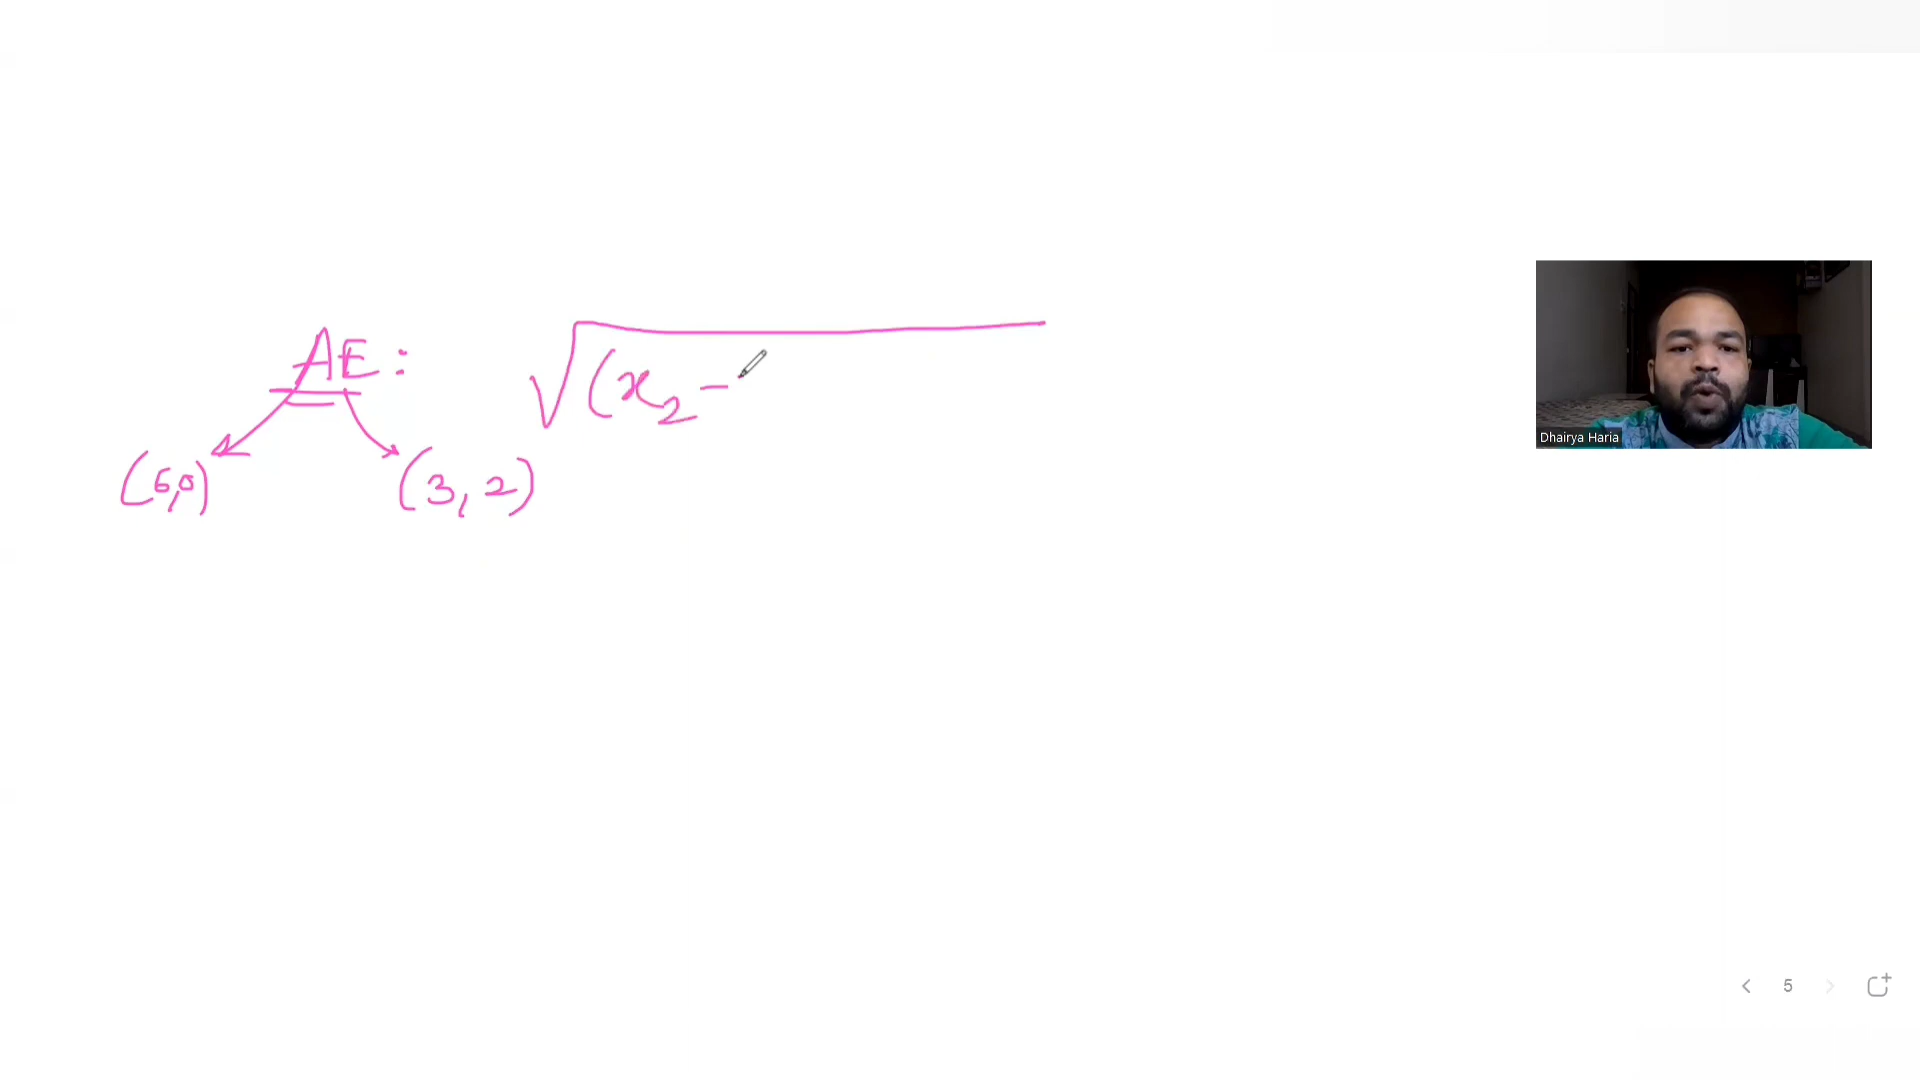 AE: √(x₂ -
(6,0) (3, 2)
Dhairya Haria
5